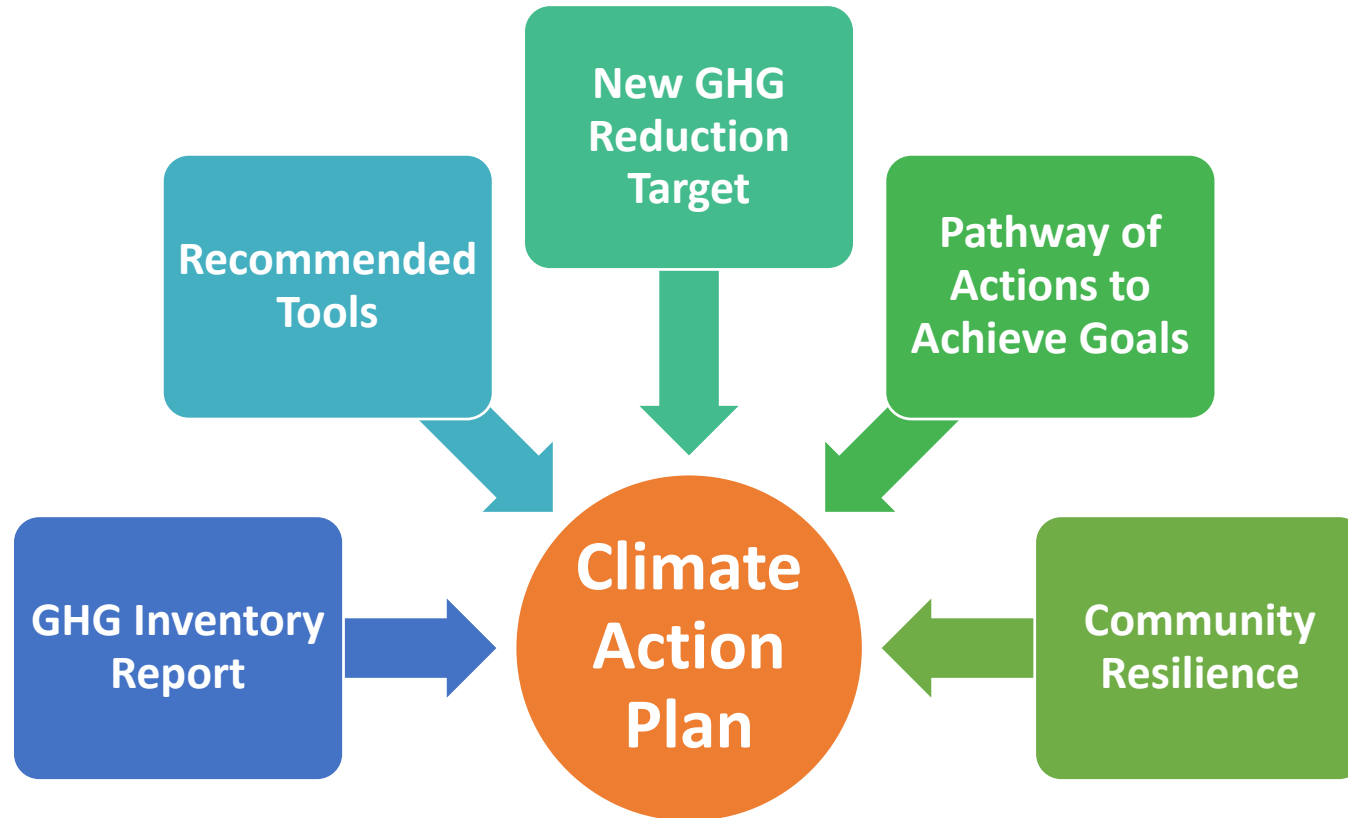 New GHG
Reduction
Target
Recommended
Tools
Pathway of
Actions to
Achieve Goals
GHG Inventory
Report
Climate
Action
Plan
Community
Resilience